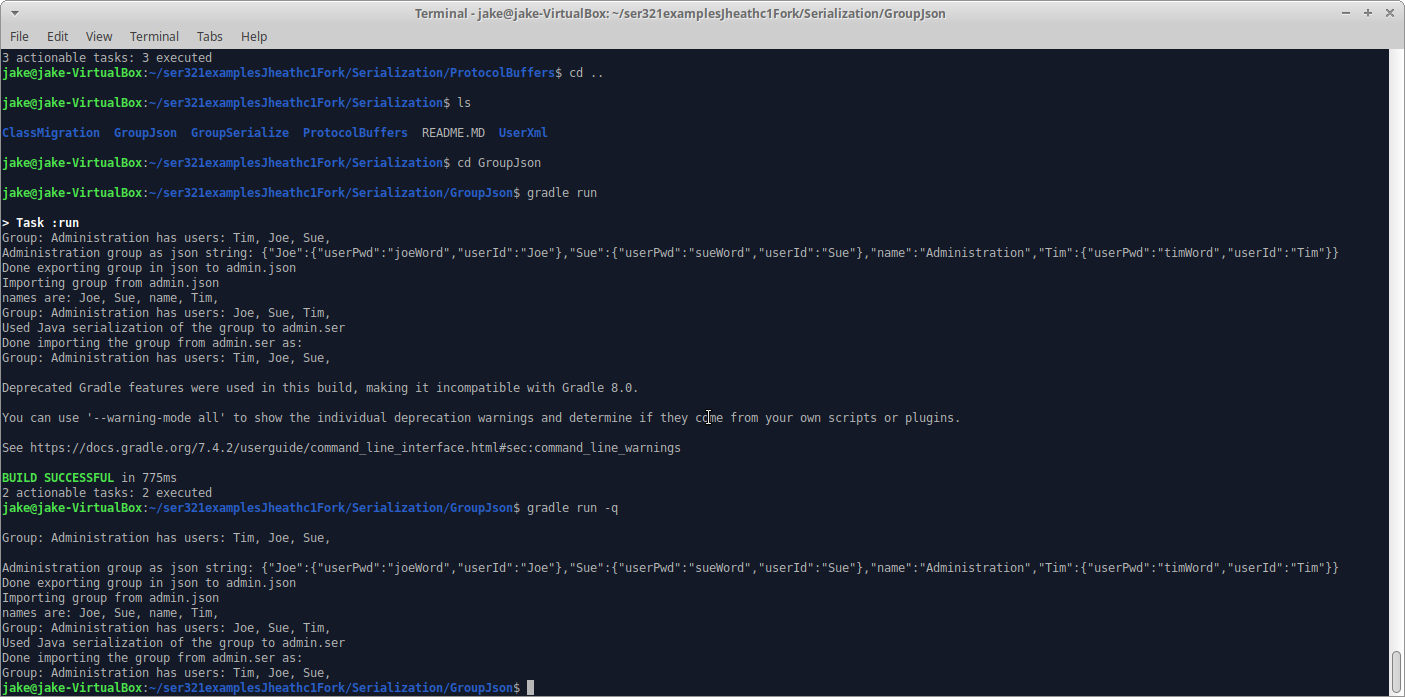 Terminal - jake@jake-VirtualBox: ~/ser321examplesJheathc1Fork/Serialization/GroupJson
File Edit View Terminal Tabs Help
3 actionable tasks: 3 executed
jake@jake-VirtualBox:~/ser321examplesJheathc1Fork/Serialization/ProtocolBuffers$ cd ..
jake@jake-VirtualBox:~/ser321examplesJheathc1Fork/Serialization$ ls
ClassMigration GroupJson GroupSerialize ProtocolBuffers README.MD UserXml
jake@jake-VirtualBox:~/ser321examplesJheathc1Fork/Serialization$ cd GroupJson
jake@jake-VirtualBox:~/ser321examplesJheathc1Fork/Serialization/GroupJson$ gradle run
> Task :run
Group: Administration has users: Tim, Joe, Sue,
Administration group as json string: {"Joe":{"userPwd":"joeWord","userId":"Joe"},"Sue":{"userPwd":"sueWord","userId":"Sue"},"name":"Administration","Tim":{"userPwd":"timWord","userId":"Tim"}}
Done exporting group in json to admin.json
Importing group from admin.json
names are: Joe, Sue, name, Tim,
Group: Administration has users: Joe, Sue, Tim,
Used Java serialization of the group to admin.ser
Done importing the group from admin.ser as:
Group: Administration has users: Tim, Joe, Sue,
Deprecated Gradle features were used in this build, making it incompatible with Gradle 8.0.
You can use '--warning-mode all' to show the individual deprecation warnings and determine if they come from your own scripts or plugins.
See https://docs.gradle.org/7.4.2/userguide/command_line_interface.html#sec:command_line_warnings
BUILD SUCCESSFUL in 775ms
2 actionable tasks: 2 executed
jake@jake-VirtualBox:~/ser321examplesJheathc1Fork/Serialization/GroupJson$ gradle run -q
Group: Administration has users: Tim, Joe, Sue,
Administration group as json string: {"Joe":{"userPwd":"joeWord","userId":"Joe"},"Sue":{"userPwd":"sueWord","userId":"Sue"},"name":"Administration","Tim":{"userPwd":"timWord","userId":"Tim"}}
Done exporting group in json to admin.json
Importing group from admin.json
names are: Joe, Sue, name, Tim,
Group: Administration has users: Joe, Sue, Tim,
Used Java serialization of the group to admin.ser
Done importing the group from admin.ser as:
Group: Administration has users: Tim, Joe, Sue,
jake@jake-VirtualBox:~/ser321examplesJheathc1Fork/Serialization/GroupJson$